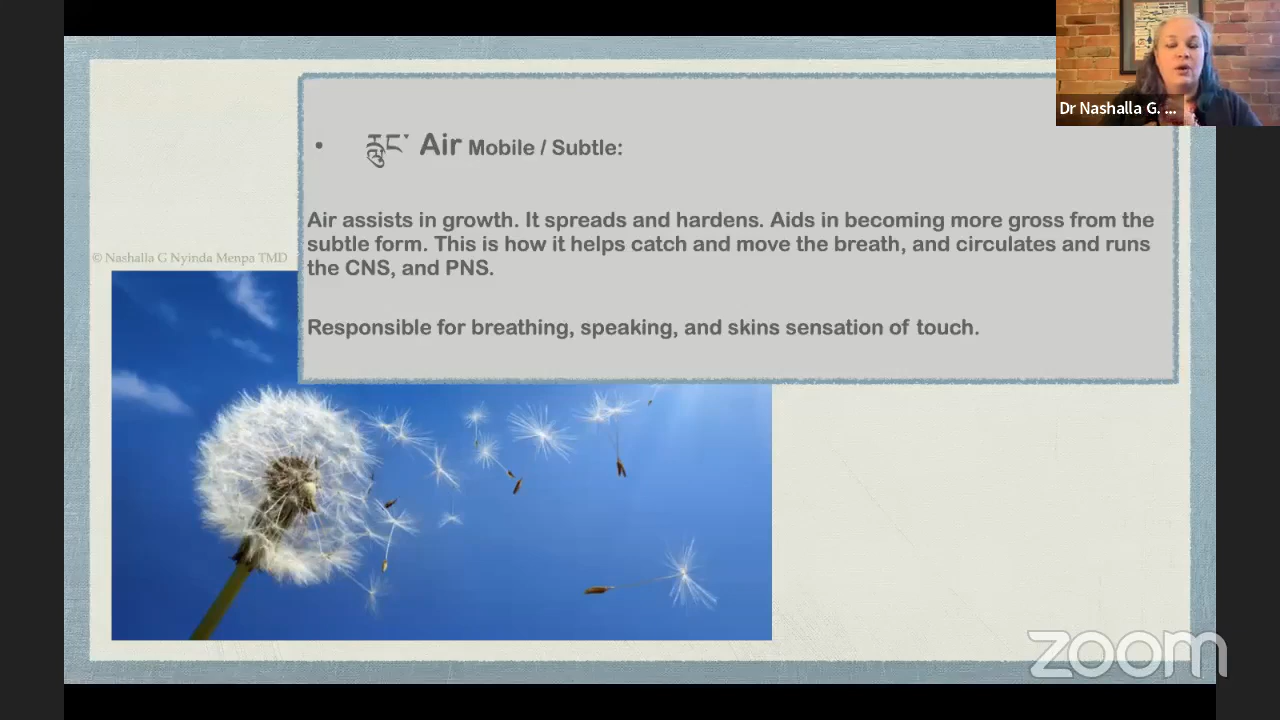 Dr Nashalla G. ...
• རླུང་ Air Mobile / Subtle:
Air assists in growth. It spreads and hardens. Aids in becoming more gross from the
subtle form. This is how it helps catch and move the breath, and circulates and runs
the CNS, and PNS.
Responsible for breathing, speaking, and skins sensation of touch.
© Nashalla G Nyinda Menpa TMD
zoom